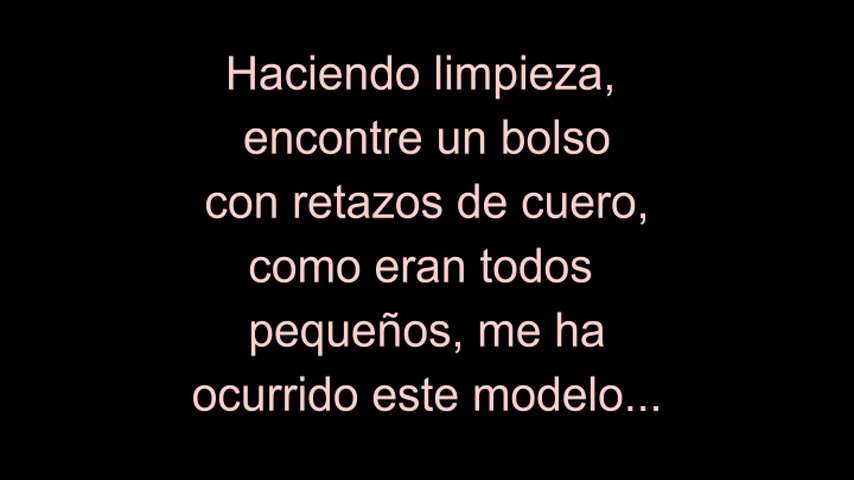 Haciendo limpieza,
encontre un bolso
con retazos de cuero,
como eran todos
pequeños, me ha
ocurrido este modelo...